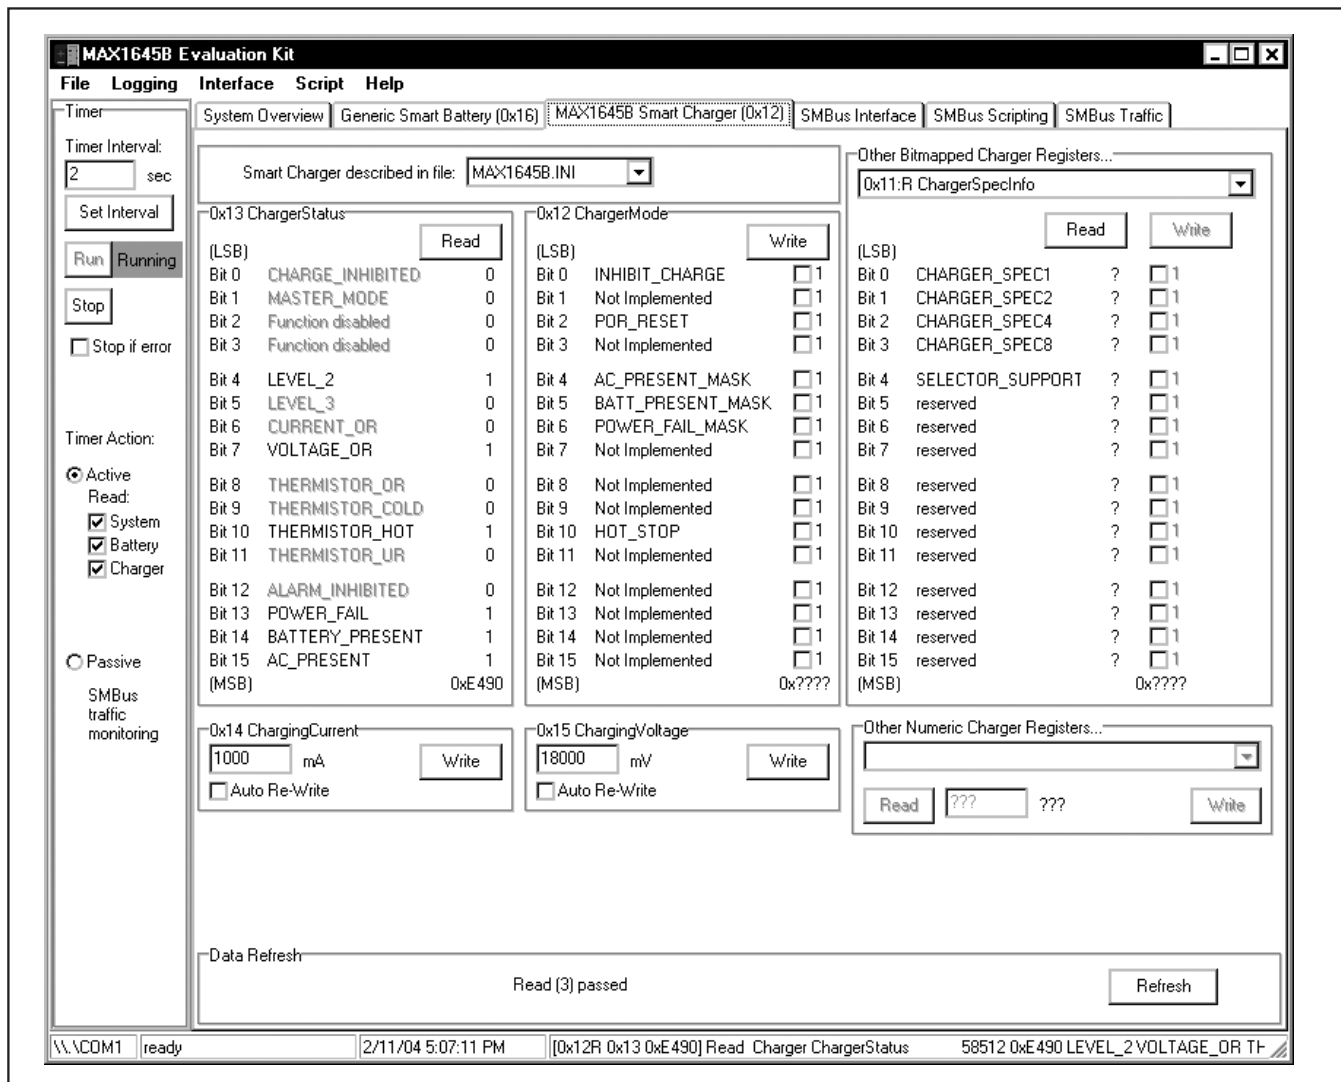 MAX1645B Evaluation Kit
File Logging Interface Script Help
Timer
Timer Interval:
2 sec
Set Interval
Run Running
Stop
Stop if error
Timer Action:
Active
Read:
System
Battery
Charger
Passive
SMBus
traffic
monitoring
System Overview Generic Smart Battery (0x16) MAX1645B Smart Charger (0x12) SMBus Interface SMBus Scripting SMBus Traffic
Smart Charger described in file: MAX1645B.INI
0x13 ChargerStatus
Read
(LSB)
Bit 0 CHARGE_INHIBITED 0
Bit 1 MASTER_MODE 0
Bit 2 Function disabled 0
Bit 3 Function disabled 0
Bit 4 LEVEL_2 1
Bit 5 LEVEL_3 0
Bit 6 CURRENT_OR 0
Bit 7 VOLTAGE_OR 1
Bit 8 THERMISTOR_OR 0
Bit 9 THERMISTOR_COLD 0
Bit 10 THERMISTOR_HOT 1
Bit 11 THERMISTOR_UR 0
Bit 12 ALARM_INHIBITED 0
Bit 13 POWER_FAIL 1
Bit 14 BATTERY_PRESENT 1
Bit 15 AC_PRESENT 1
(MSB) 0xE490
0x12 ChargerMode
Write
(LSB)
Bit 0 INHIBIT_CHARGE 1
Bit 1 Not Implemented 1
Bit 2 POR_RESET 1
Bit 3 Not Implemented 1
Bit 4 AC_PRESENT_MASK 1
Bit 5 BATT_PRESENT_MASK 1
Bit 6 POWER_FAIL_MASK 1
Bit 7 Not Implemented 1
Bit 8 Not Implemented 1
Bit 9 Not Implemented 1
Bit 10 HOT_STOP 1
Bit 11 Not Implemented 1
Bit 12 Not Implemented 1
Bit 13 Not Implemented 1
Bit 14 Not Implemented 1
Bit 15 Not Implemented 1
(MSB) 0x????
Other Bitmapped Charger Registers...
0x11:R ChargerSpecInfo
Read Write
(LSB)
Bit 0 CHARGER_SPEC1 ? 1
Bit 1 CHARGER_SPEC2 ? 1
Bit 2 CHARGER_SPEC4 ? 1
Bit 3 CHARGER_SPEC8 ? 1
Bit 4 SELECTOR_SUPPORT ? 1
Bit 5 reserved ? 1
Bit 6 reserved ? 1
Bit 7 reserved ? 1
Bit 8 reserved ? 1
Bit 9 reserved ? 1
Bit 10 reserved ? 1
Bit 11 reserved ? 1
Bit 12 reserved ? 1
Bit 13 reserved ? 1
Bit 14 reserved ? 1
Bit 15 reserved ? 1
(MSB) 0x????
0x14 ChargingCurrent
1000 mA Write
Auto Re-Write
0x15 ChargingVoltage
18000 mV Write
Auto Re-Write
Other Numeric Charger Registers...
Read ??? ??? Write
Data Refresh
Read (3) passed
Refresh
\\.\COM1 ready 2/11/04 5:07:11 PM [0x12R 0x13 0xE490] Read Charger ChargerStatus 58512 0xE490 LEVEL_2 VOLTAGE_OR TH